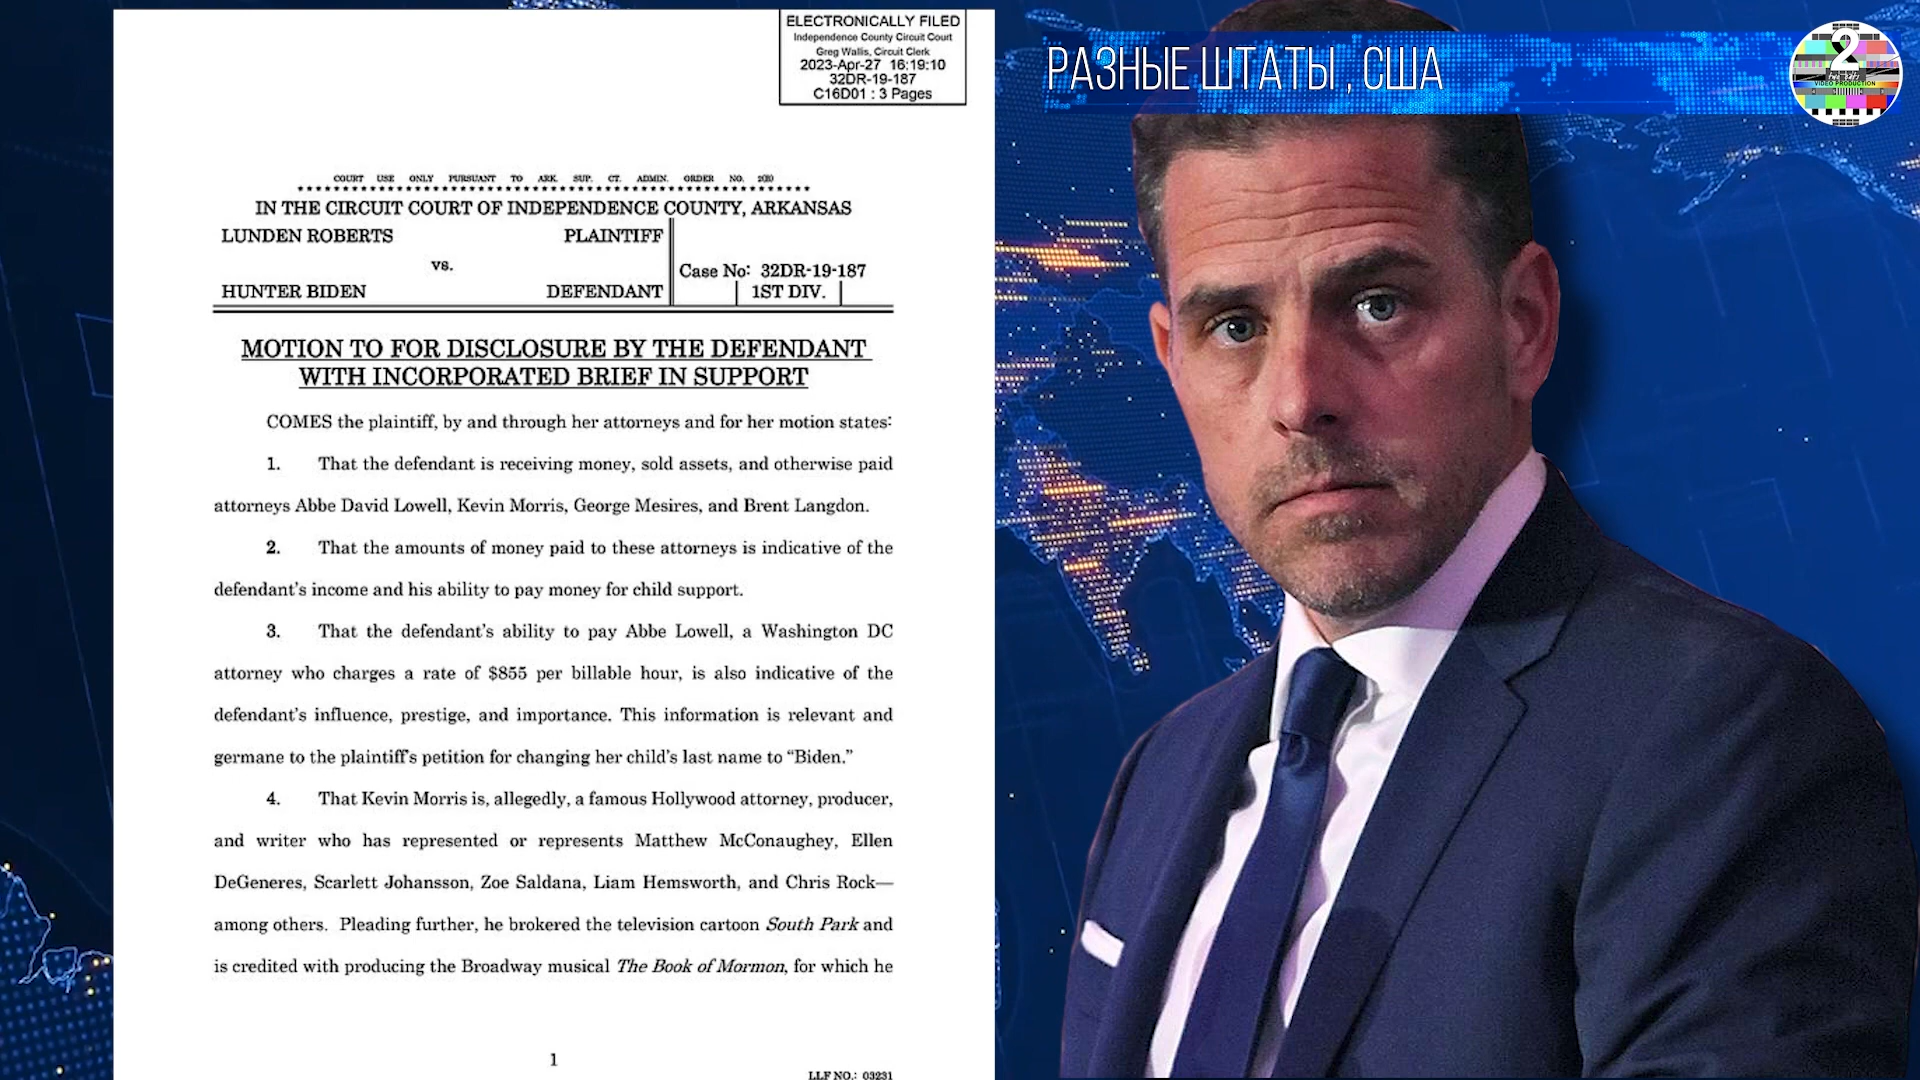 ELECTRONICALLY FILED
Independence County Circuit Court
Greg Wallis, Circuit Clerk
2023-Apr-27 16:19:10
32DR-19-187
C16D01 : 3 Pages
РАЗНЫЕ ШТАТЫ , США
2
VIDEO PRODUCTION
COURT USE ONLY PURSUANT TO ARK. SUP. CT. ADMIN. ORDER NO. 2(B)
IN THE CIRCUIT COURT OF INDEPENDENCE COUNTY, ARKANSAS
LUNDEN ROBERTS PLAINTIFF
vs.
Case No: 32DR-19-187
HUNTER BIDEN DEFENDANT 1ST DIV.
MOTION TO FOR DISCLOSURE BY THE DEFENDANT
WITH INCORPORATED BRIEF IN SUPPORT
COMES the plaintiff, by and through her attorneys and for her motion states:
1. That the defendant is receiving money, sold assets, and otherwise paid
attorneys Abbe David Lowell, Kevin Morris, George Mesires, and Brent Langdon.
2. That the amounts of money paid to these attorneys is indicative of the
defendant's income and his ability to pay money for child support.
3. That the defendant's ability to pay Abbe Lowell, a Washington DC
attorney who charges a rate of $855 per billable hour, is also indicative of the
defendant's influence, prestige, and importance. This information is relevant and
germane to the plaintiff's petition for changing her child's last name to “Biden.”
4. That Kevin Morris is, allegedly, a famous Hollywood attorney, producer,
and writer who has represented or represents Matthew McConaughey, Ellen
DeGeneres, Scarlett Johansson, Zoe Saldana, Liam Hemsworth, and Chris Rock—
among others. Pleading further, he brokered the television cartoon South Park and
is credited with producing the Broadway musical The Book of Mormon, for which he
1
LLF NO.: 03231